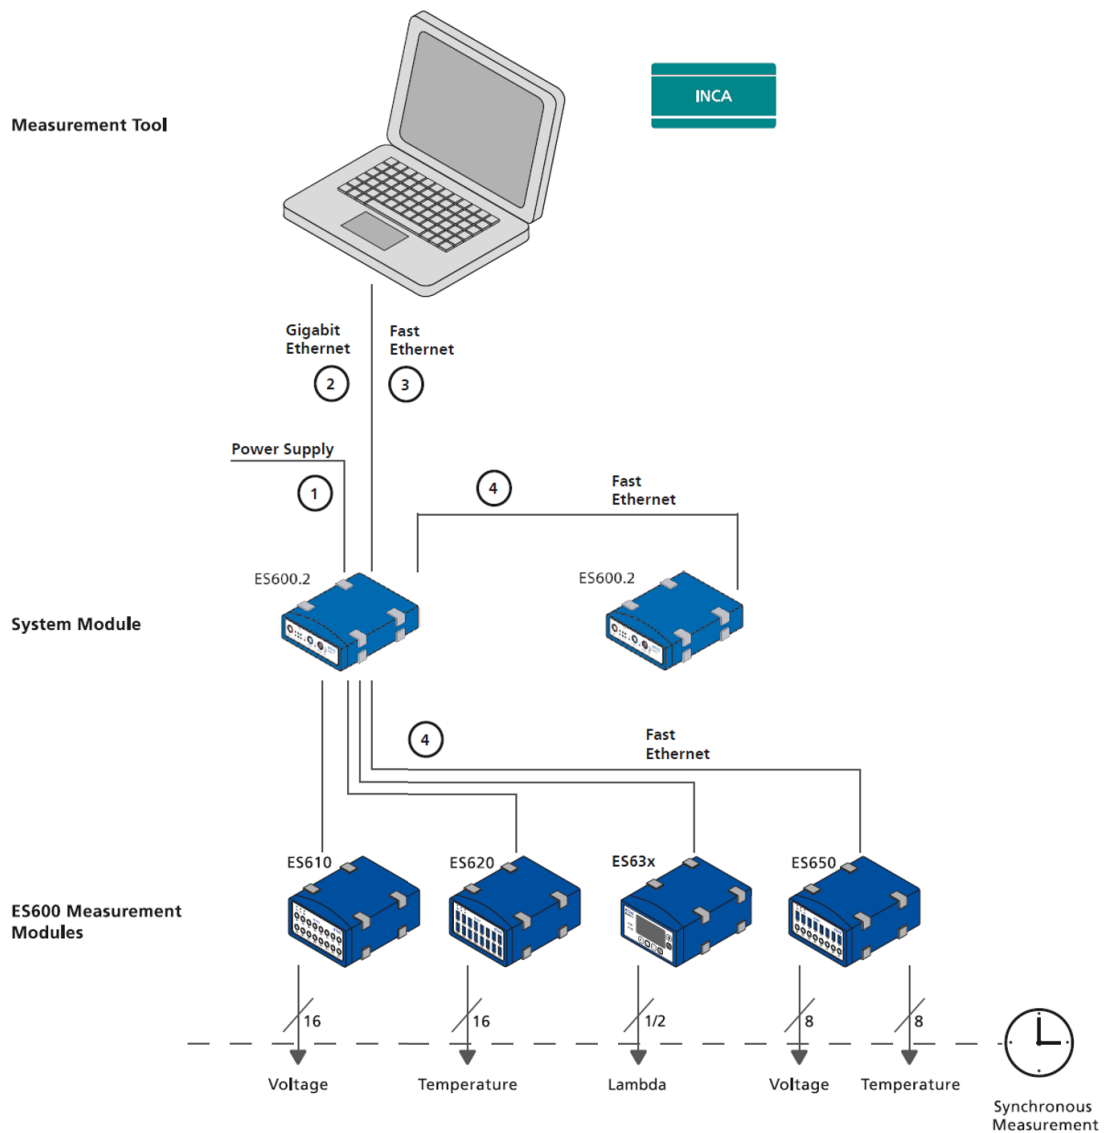 INCA
Measurement Tool
Gigabit
Ethernet
Fast
Ethernet
2
3
Power Supply
1
4
Fast
Ethernet
ES600.2
ES600.2
System Module
4
Fast
Ethernet
ES610
ES620
ES63x
ES650
ES600 Measurement
Modules
16
16
1/2
8
8
Voltage
Temperature
Lambda
Voltage
Temperature
Synchronous
Measurement